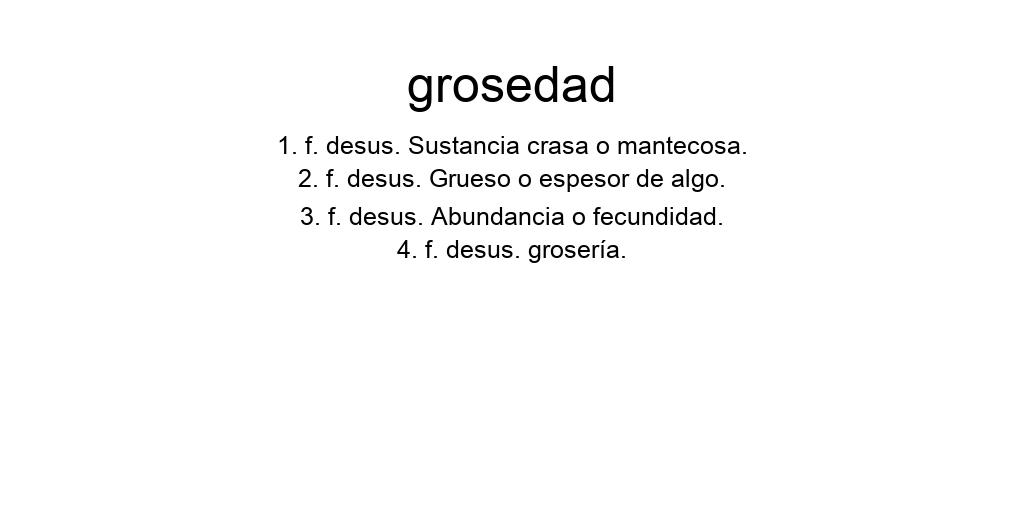 grosedad
1. f. desus. Sustancia crasa o mantecosa.
2. f. desus. Grueso o espesor de algo.
3. f. desus. Abundancia o fecundidad.
4. f. desus. grosería.